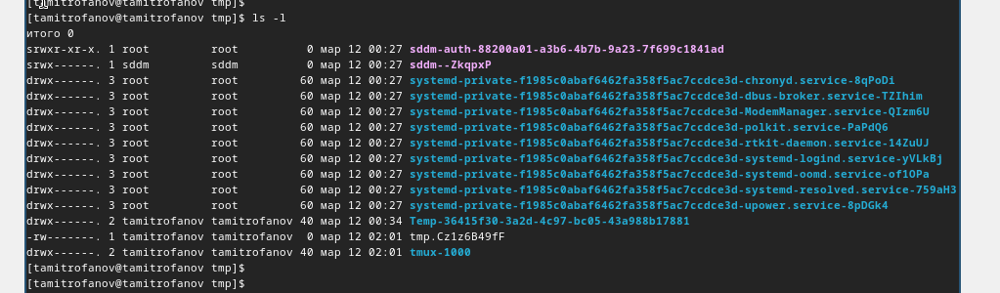 [tamitrofanov@tamitrofanov tmp]$
[tamitrofanov@tamitrofanov tmp]$ ls -l
итого 0
srwxr-xr-x. 1 root root 0 мар 12 00:27 sddm-auth-88200a01-a3b6-4b7b-9a23-7f699c1841ad
srwx------. 1 sddm sddm 0 мар 12 00:27 sddm--ZkqpxP
drwx------. 3 root root 60 мар 12 00:27 systemd-private-f1985c0abaf6462fa358f5ac7ccdce3d-chronyd.service-8qPoDi
drwx------. 3 root root 60 мар 12 00:27 systemd-private-f1985c0abaf6462fa358f5ac7ccdce3d-dbus-broker.service-TZIhim
drwx------. 3 root root 60 мар 12 00:27 systemd-private-f1985c0abaf6462fa358f5ac7ccdce3d-ModemManager.service-QIzm6U
drwx------. 3 root root 60 мар 12 00:27 systemd-private-f1985c0abaf6462fa358f5ac7ccdce3d-polkit.service-PaPdQ6
drwx------. 3 root root 60 мар 12 00:27 systemd-private-f1985c0abaf6462fa358f5ac7ccdce3d-rtkit-daemon.service-14ZuUJ
drwx------. 3 root root 60 мар 12 00:27 systemd-private-f1985c0abaf6462fa358f5ac7ccdce3d-systemd-logind.service-yVLkBj
drwx------. 3 root root 60 мар 12 00:27 systemd-private-f1985c0abaf6462fa358f5ac7ccdce3d-systemd-oomd.service-of1OPa
drwx------. 3 root root 60 мар 12 00:27 systemd-private-f1985c0abaf6462fa358f5ac7ccdce3d-systemd-resolved.service-759aH3
drwx------. 3 root root 60 мар 12 00:27 systemd-private-f1985c0abaf6462fa358f5ac7ccdce3d-upower.service-8pDGk4
drwx------. 2 tamitrofanov tamitrofanov 40 мар 12 00:34 Temp-36415f30-3a2d-4c97-bc05-43a988b17881
-rw-------. 1 tamitrofanov tamitrofanov 0 мар 12 02:01 tmp.Cz1z6B49fF
drwx------. 2 tamitrofanov tamitrofanov 40 мар 12 02:01 tmux-1000
[tamitrofanov@tamitrofanov tmp]$
[tamitrofanov@tamitrofanov tmp]$